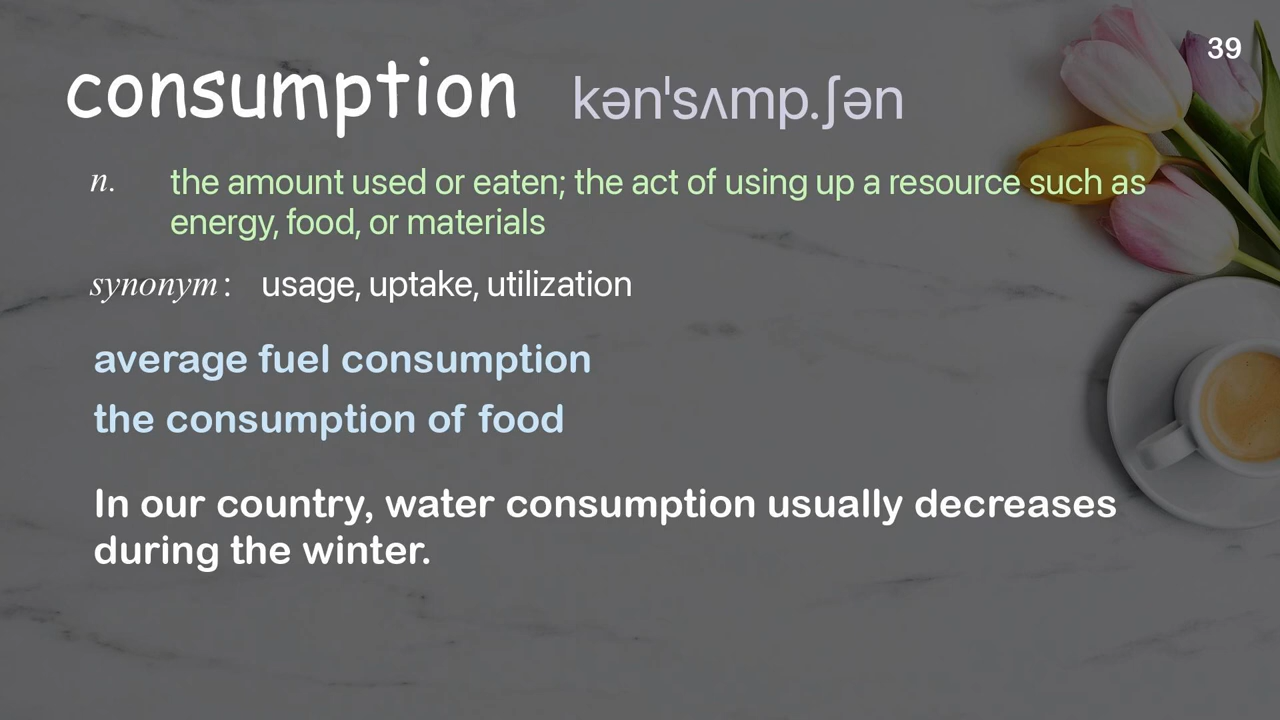 39
consumption kən'sʌmp.ʃən
n. the amount used or eaten; the act of using up a resource such as
energy, food, or materials
synonym: usage, uptake, utilization
average fuel consumption
the consumption of food
In our country, water consumption usually decreases
during the winter.